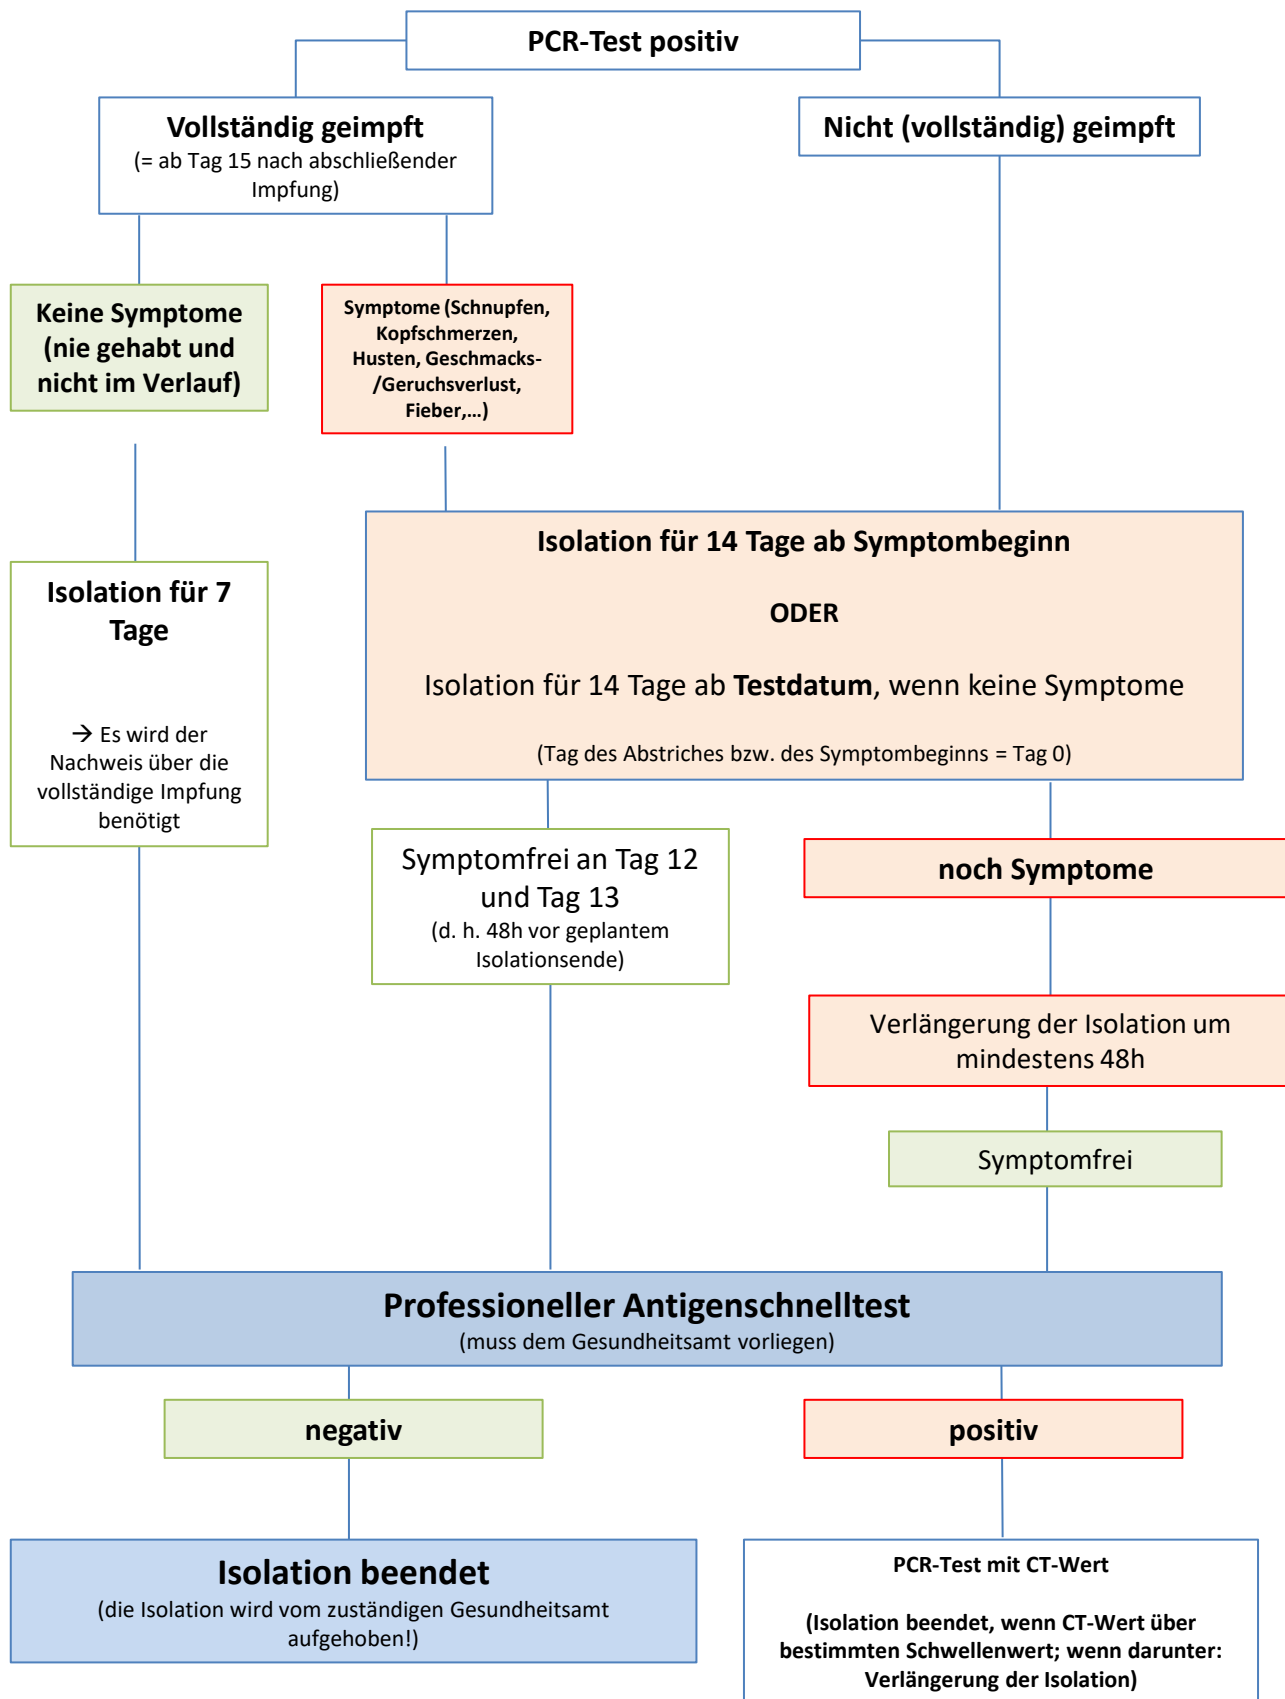 PCR-Test positiv
Vollständig geimpft
(= ab Tag 15 nach abschließender
Impfung)
Nicht (vollständig) geimpft
Keine Symptome
(nie gehabt und
nicht im Verlauf)
Symptome (Schnupfen,
Kopfschmerzen,
Husten, Geschmacks-
/Geruchsverlust,
Fieber,…)
Isolation für 7
Tage
→ Es wird der
Nachweis über die
vollständige Impfung
benötigt
Isolation für 14 Tage ab Symptombeginn
ODER
Isolation für 14 Tage ab Testdatum, wenn keine Symptome
(Tag des Abstriches bzw. des Symptombeginns = Tag 0)
Symptomfrei an Tag 12
und Tag 13
(d. h. 48h vor geplantem
Isolationsende)
noch Symptome
Verlängerung der Isolation um
mindestens 48h
Symptomfrei
Professioneller Antigenschnelltest
(muss dem Gesundheitsamt vorliegen)
negativ
positiv
Isolation beendet
(die Isolation wird vom zuständigen Gesundheitsamt
aufgehoben!)
PCR-Test mit CT-Wert
(Isolation beendet, wenn CT-Wert über
bestimmten Schwellenwert; wenn darunter:
Verlängerung der Isolation)